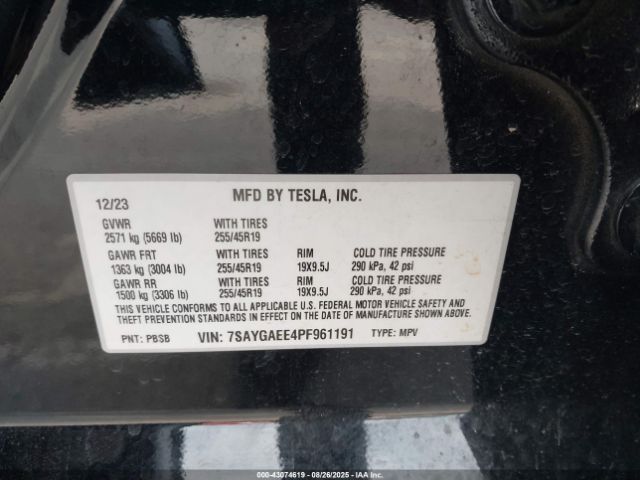 12/23 MFD BY TESLA, INC.
GVWR WITH TIRES
2571 kg (5669 lb) 255/45R19
GAWR FRT WITH TIRES RIM COLD TIRE PRESSURE
1363 kg (3004 lb) 255/45R19 19X9.5J 290 kPa, 42 psi
GAWR RR WITH TIRES RIM COLD TIRE PRESSURE
1500 kg (3306 lb) 255/45R19 19X9.5J 290 kPa, 42 psi
THIS VEHICLE CONFORMS TO ALL APPLICABLE U.S. FEDERAL MOTOR VEHICLE SAFETY AND
THEFT PREVENTION STANDARDS IN EFFECT ON THE DATE OF MANUFACTURE SHOWN ABOVE.
PNT: PBSB VIN: 7SAYGAEE4PF961191 TYPE: MPV
000-43074619 | 08/26/2025 | IAAI.CA